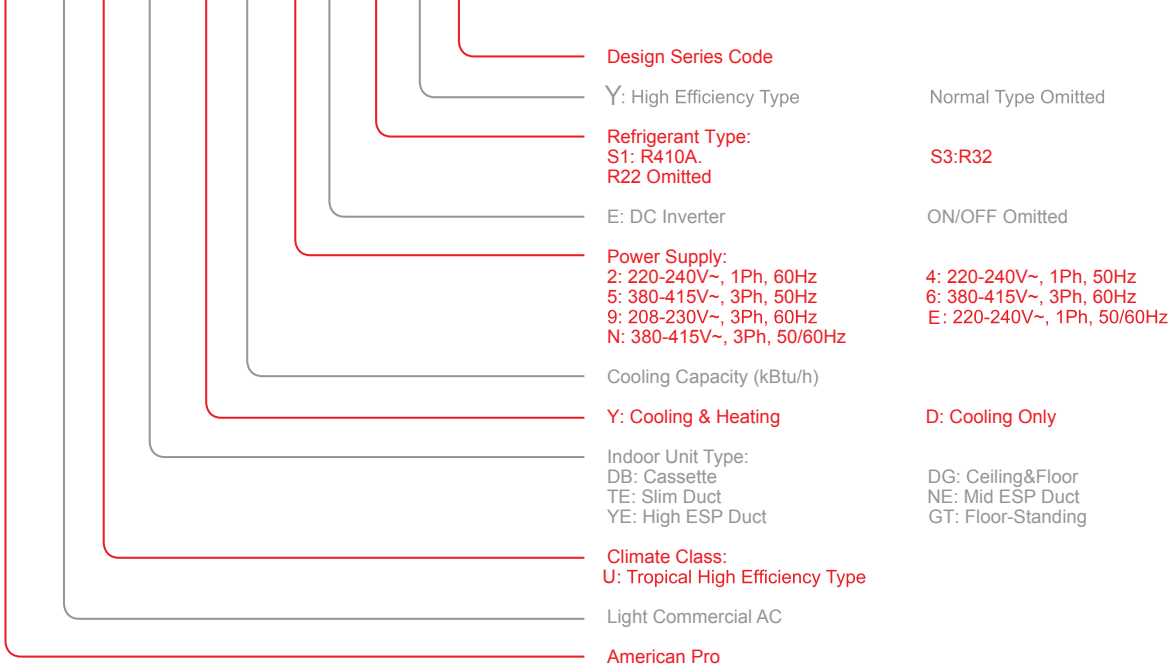 Design Series Code
Y: High Efficiency Type Normal Type Omitted
Refrigerant Type:
S1: R410A. S3:R32
R22 Omitted
E: DC Inverter ON/OFF Omitted
Power Supply:
2: 220-240V~, 1Ph, 60Hz 4: 220-240V~, 1Ph, 50Hz
5: 380-415V~, 3Ph, 50Hz 6: 380-415V~, 3Ph, 60Hz
9: 208-230V~, 3Ph, 60Hz E: 220-240V~, 1Ph, 50/60Hz
N: 380-415V~, 3Ph, 50/60Hz
Cooling Capacity (kBtu/h)
Y: Cooling & Heating D: Cooling Only
Indoor Unit Type:
DB: Cassette DG: Ceiling&Floor
TE: Slim Duct NE: Mid ESP Duct
YE: High ESP Duct GT: Floor-Standing
Climate Class:
U: Tropical High Efficiency Type
Light Commercial AC
American Pro